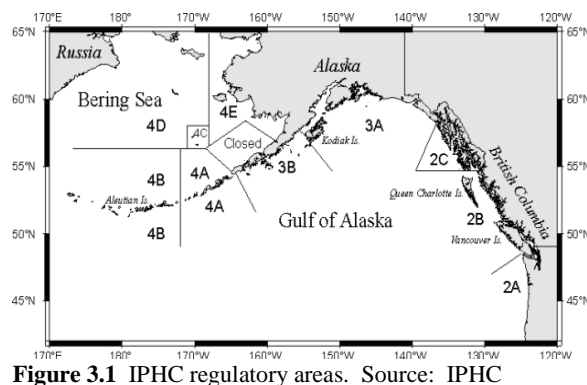 170°E 180° 170°W 160°W 150°W 140°W 130°W 120°W
65°N 65°N
Russia
Alaska
60°N 60°N
Bering Sea
4E
4D
4C
Closed
3A
Kodiak Is.
3B
2C
British Columbia
55°N 55°N
4B
4A
Queen Charlotte Is.
Aleutian Is.
4A
2B
Gulf of Alaska
Vancouver Is.
50°N 50°N
4B
2A
45°N 45°N
170°E 180° 170°W 160°W 150°W 140°W 130°W 120°W
Figure 3.1 IPHC regulatory areas. Source: IPHC